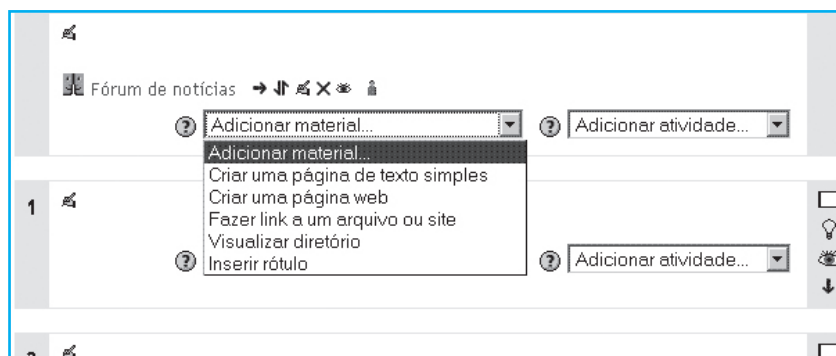 Fórum de notícias
Adicionar material... Adicionar atividade...
Adicionar material...
Criar uma página de texto simples
1 Criar uma página web
Fazer link a um arquivo ou site
Visualizar diretório
Inserir rótulo Adicionar atividade...